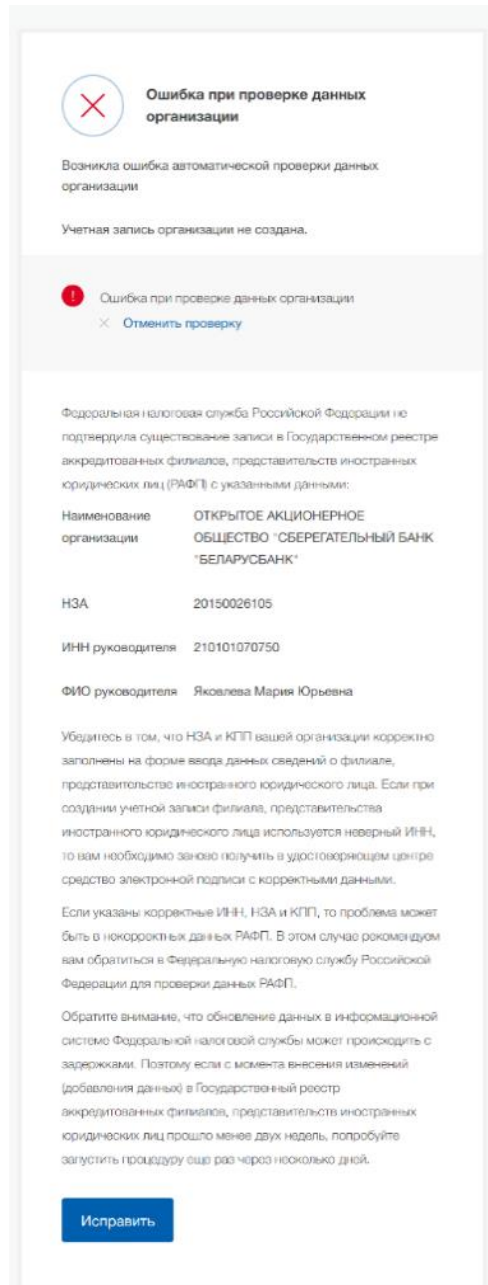 Ошибка при проверке данных
организации
Возникла ошибка автоматической проверки данных
организации
Учетная запись организации не создана.
Ошибка при проверке данных организации
Отменить проверку
Федеральная налоговая служба Российской Федерации не
подтвердила существование записи в Государственном реестре
аккредитованных филиалов, представительств иностранных
юридических лиц (РАФП) с указанными данными:
Наименование
организации
ОТКРЫТОЕ АКЦИОНЕРНОЕ
ОБЩЕСТВО "СБЕРЕГАТЕЛЬНЫЙ БАНК
"БЕЛАРУСБАНК"
НЗА 20150026105
ИНН руководителя 210101070750
ФИО руководителя Яковлева Мария Юрьевна
Убедитесь в том, что НЗА и КПП вашей организации корректно
заполнены на форме ввода данных сведений о филиале,
представительстве иностранного юридического лица. Если при
создании учетной записи филиала, представительства
иностранного юридического лица используется неверный ИНН,
то вам необходимо заново получить в удостоверяющем центре
средство электронной подписи с корректными данными.
Если указаны корректные ИНН, НЗА и КПП, то проблема может
быть в некорректных данных РАФП. В этом случае рекомендуем
вам обратиться в Федеральную налоговую службу Российской
Федерации для проверки данных РАФП.
Обратите внимание, что обновление данных в информационной
системе Федеральной налоговой службы может происходить с
задержками. Поэтому если с момента внесения изменений
(добавления данных) в Государственный реестр
аккредитованных филиалов, представительств иностранных
юридических лиц прошло менее двух недель, попробуйте
запустить процедуру еще раз через несколько дней.
Исправить